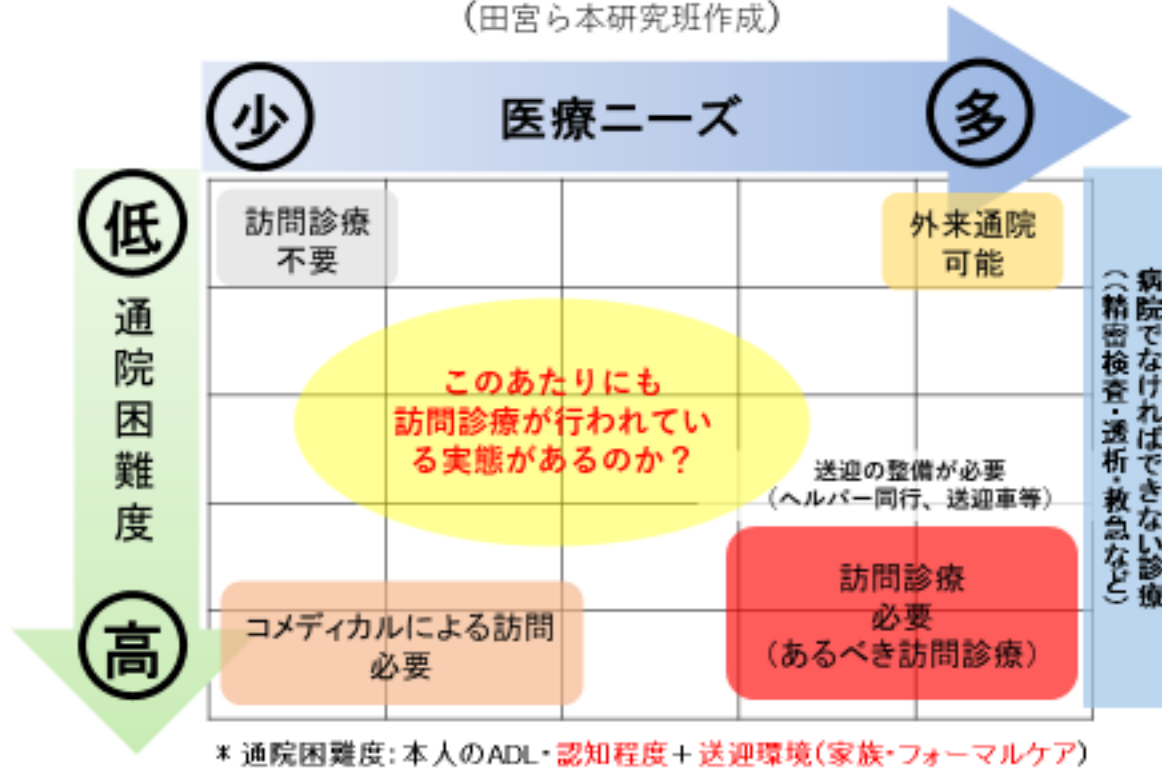 （田宮ら本研究班作成）
少
医療ニーズ
多
低
通院困難度
高
訪問診療
不要
外来通院
可能
このあたりにも
訪問診療が行われてい
る実態があるのか？
送迎の整備が必要
（ヘルパー同行、送迎車等）
コメディカルによる訪問
必要
訪問診療
必要
（あるべき訪問診療）
病院でなければできない診療
（（精密検査・透析・救急など）
＊通院困難度：本人のADL・認知程度＋送迎環境（家族・フォーマルケア）